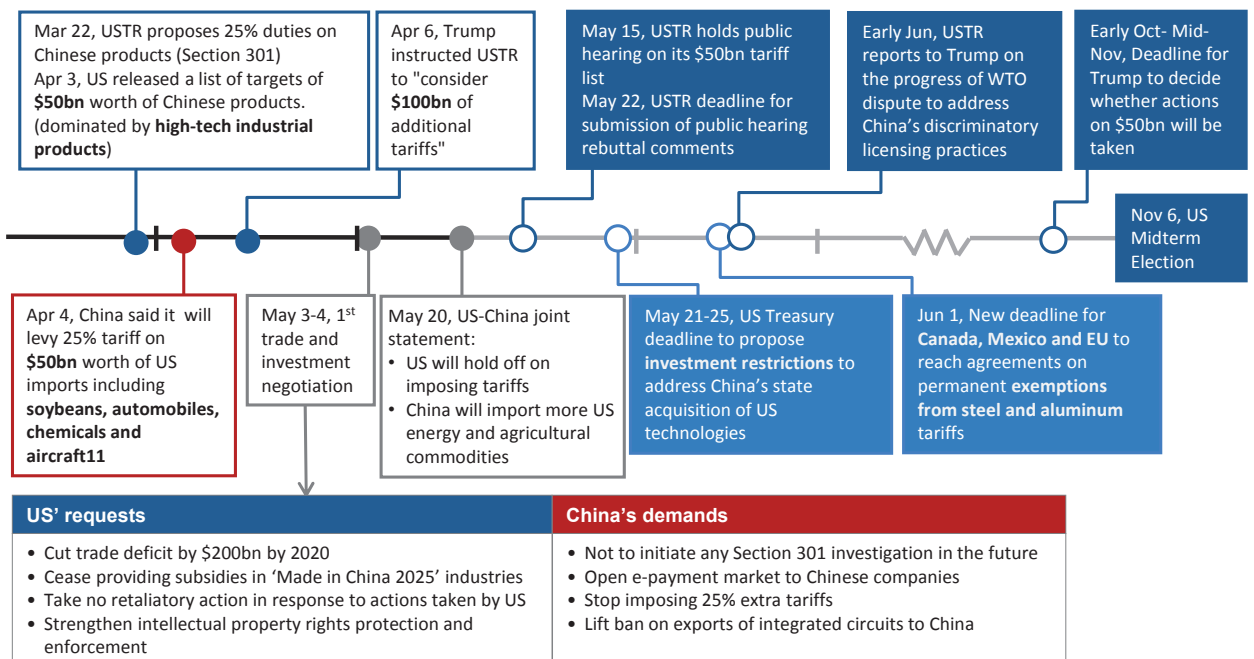 Mar 22, USTR proposes 25% duties on
Chinese products (Section 301)
Apr 3, US released a list of targets of
$50bn worth of Chinese products.
(dominated by high-tech industrial
products)
Apr 6, Trump
instructed USTR
to "consider
$100bn of
additional
tariffs"
May 15, USTR holds public
hearing on its $50bn tariff
list
May 22, USTR deadline for
submission of public hearing
rebuttal comments
Early Jun, USTR
reports to Trump on
the progress of WTO
dispute to address
China's discriminatory
licensing practices
Early Oct- Mid-
Nov, Deadline for
Trump to decide
whether actions
on $50bn will be
taken
Nov 6, US
Midterm
Election
Apr 4, China said it will
levy 25% tariff on
$50bn worth of US
imports including
soybeans, automobiles,
chemicals and
aircraft11
May 3-4, 1st
trade and
investment
negotiation
May 20, US-China joint
statement:
• US will hold off on
imposing tariffs
• China will import more US
energy and agricultural
commodities
May 21-25, US Treasury
deadline to propose
investment restrictions to
address China's state
acquisition of US
technologies
Jun 1, New deadline for
Canada, Mexico and EU to
reach agreements on
permanent exemptions
from steel and aluminum
tariffs
US' requests
• Cut trade deficit by $200bn by 2020
• Cease providing subsidies in 'Made in China 2025' industries
• Take no retaliatory action in response to actions taken by US
• Strengthen intellectual property rights protection and
enforcement
China's demands
• Not to initiate any Section 301 investigation in the future
• Open e-payment market to Chinese companies
• Stop imposing 25% extra tariffs
• Lift ban on exports of integrated circuits to China